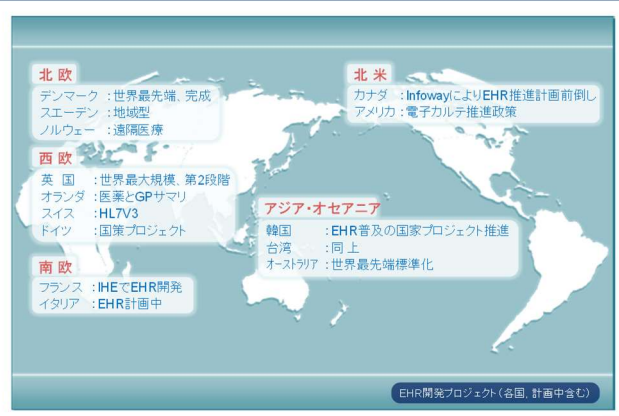 北 欧
デンマーク ：世界最先端、完成
スエーデン ：地域型
ノルウェー ：遠隔医療
西 欧
英 国 ：世界最大規模、第2段階
オランダ ：医薬とGPサマリ
スイス ：HL7V3
ドイツ ：国策プロジェクト
南 欧
フランス ：IHEでEHR開発
イタリア ：EHR計画中
北 米
カナダ ：InfowayによりEHR推進計画前倒し
アメリカ ：電子カルテ推進政策
アジア・オセアニア
韓国 ：EHR普及の国家プロジェクト推進
台湾 ：同 上
オーストラリア ：世界最先端標準化
EHR開発プロジェクト（各国, 計画中含む）